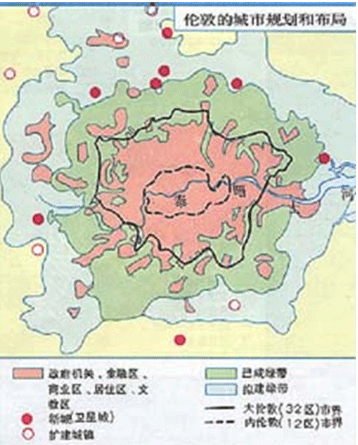 伦敦的城市规划和布局
泰
晤
河
政府机关、金融区、
商业区、居住区、文
教区
新城(卫星城)
扩建城镇
已成绿带
拟建绿带
大伦敦(32区)市界
内伦敦(12区)市界